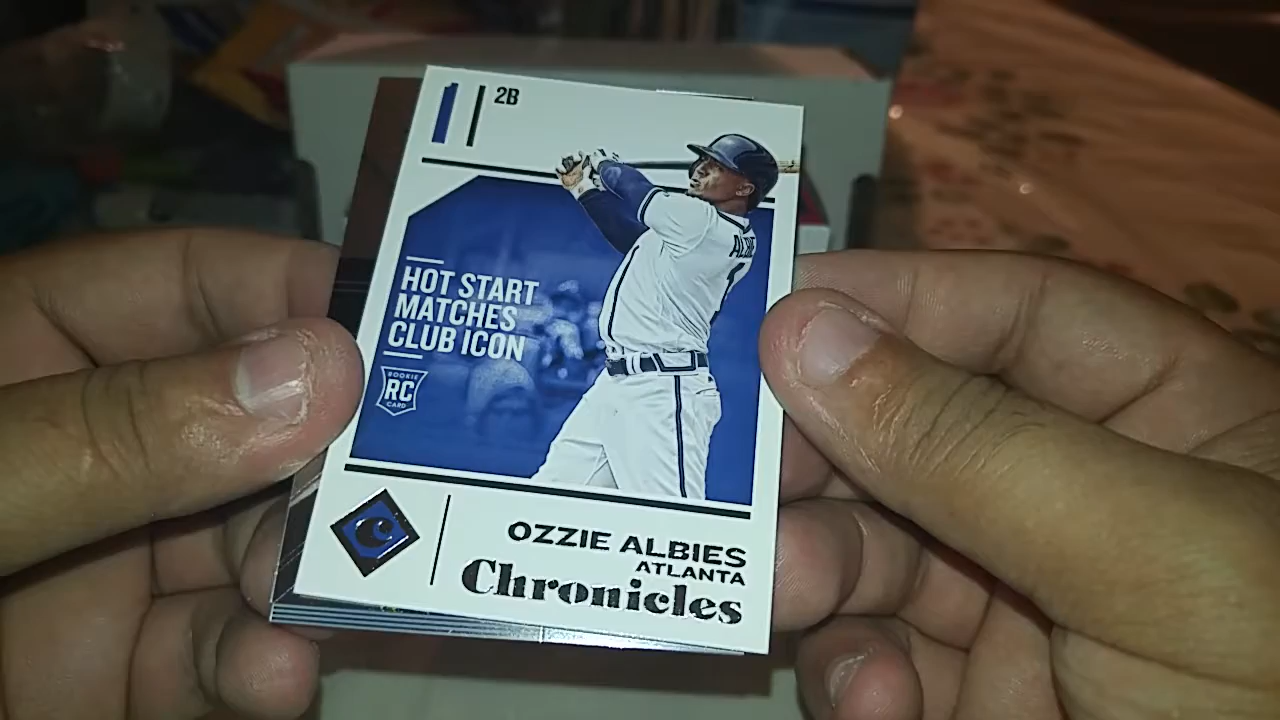 2B
HOT START
MATCHES
CLUB ICON
ROOKIE
RC
CARD
C
OZZIE ALBIES
ATLANTA
Chronicles